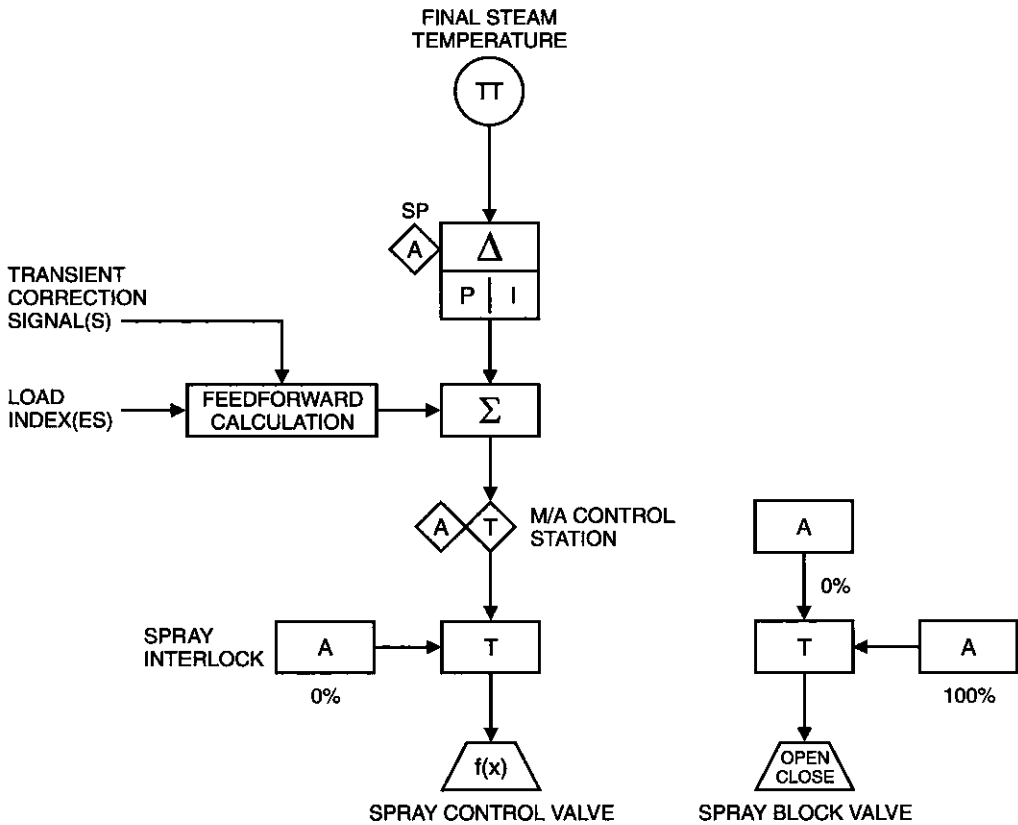 FINAL STEAM
TEMPERATURE
TT
SP
A
Δ
P I
TRANSIENT
CORRECTION
SIGNAL(S)
LOAD
INDEX(ES)
FEEDFORWARD
CALCULATION
Σ
A T
M/A CONTROL
STATION
SPRAY
INTERLOCK
A
0%
T
f(x)
SPRAY CONTROL VALVE
A
0%
T
A
100%
OPEN
CLOSE
SPRAY BLOCK VALVE